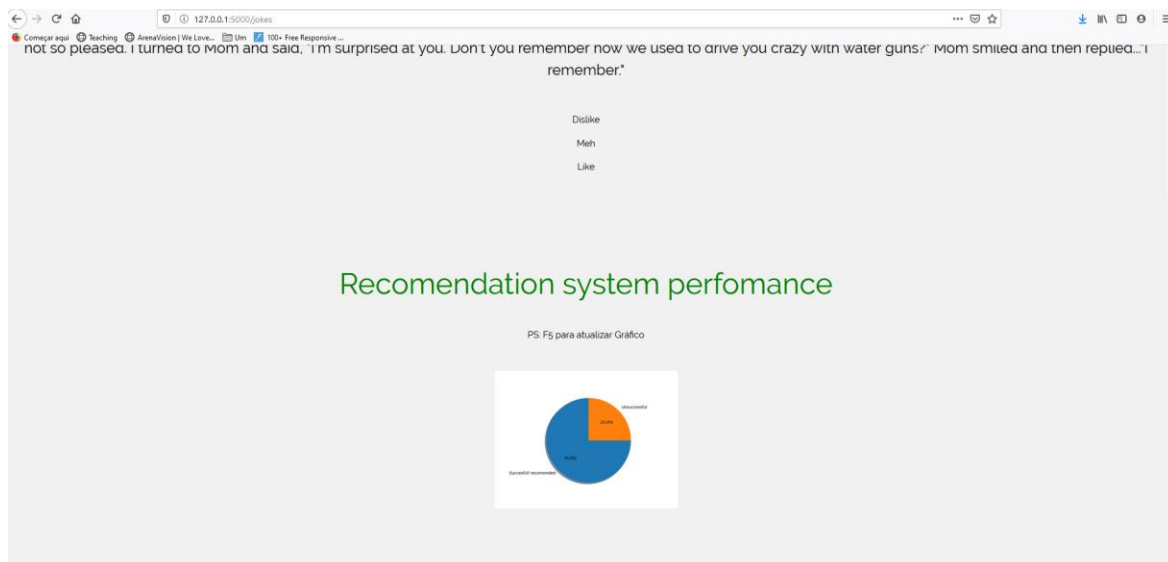 127.0.0.1:5000/jokes
Começar aqui Teaching ArenaVision | We Love... Um 100+ Free Responsive ...
not so pleased. I turned to Mom and said, "I'm surprised at you. Don't you remember how we used to drive you crazy with water guns?" Mom smiled and then replied..."I
remember."
Dislike
Meh
Like
Recomendation system perfomance
PS: F5 para atualizar Gráfico